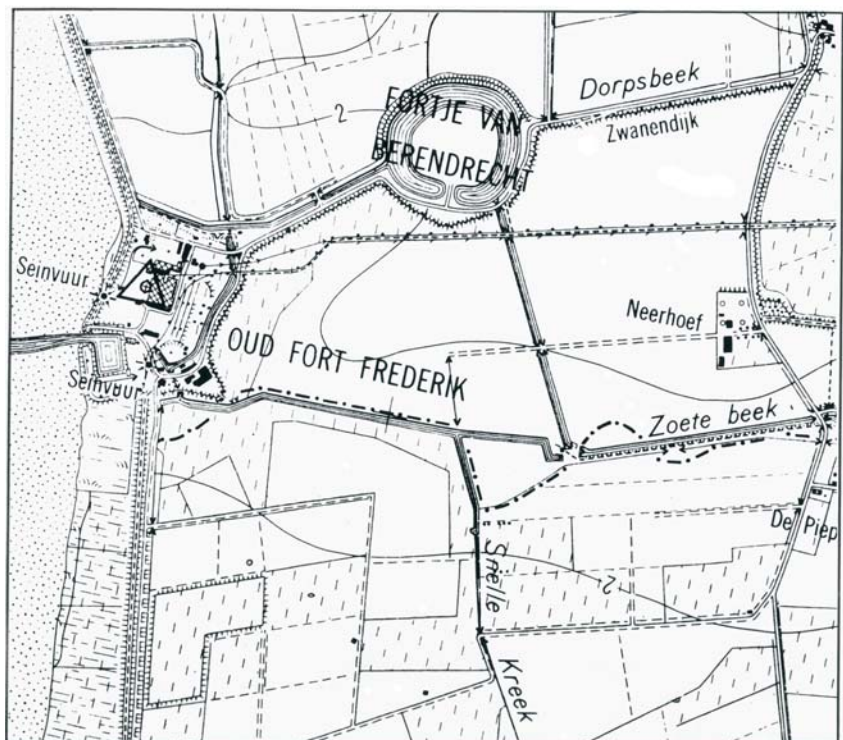 Dorpsbeek
Zwanendijk
FORTJE VAN
BERENDRECHT
2
Seinvuur
Neerhoef
OUD FORT FREDERIK
Seinvuur
Zoete beek
De Piep
Snelle
Kreek
2